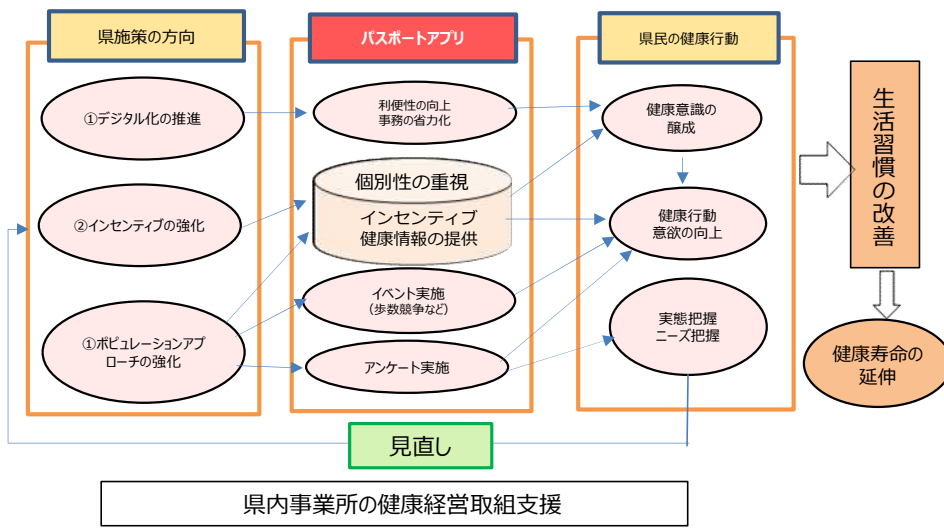 県施策の方向
①デジタル化の推進
②インセンティブの強化
①ポピュレーションアプ
ローチの強化
パスポートアプリ
利便性の向上
事務の省力化
個別性の重視
インセンティブ
健康情報の提供
イベント実施
(歩数競争など)
アンケート実施
県民の健康行動
健康意識の
醸成
健康行動
意欲の向上
実態把握
ニーズ把握
生活習慣の改善
健康寿命の
延伸
見直し
県内事業所の健康経営取組支援